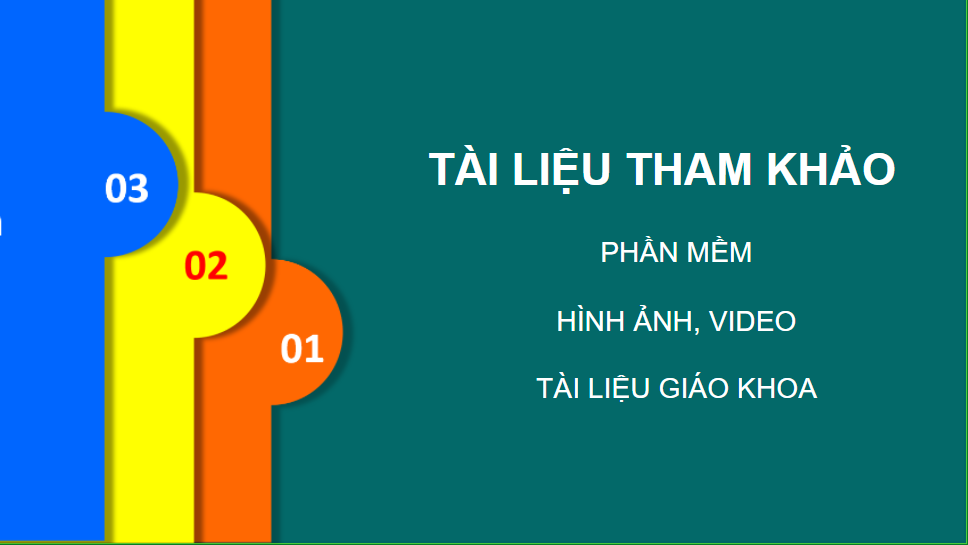 03
02
01
TÀI LIỆU THAM KHẢO
PHẦN MỀM
HÌNH ẢNH, VIDEO
TÀI LIỆU GIÁO KHOA